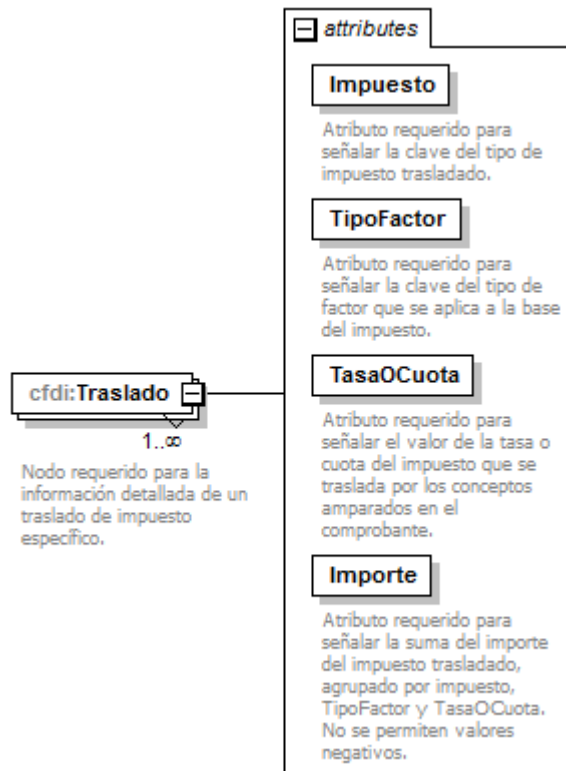 attributes
Impuesto
Atributo requerido para
señalar la clave del tipo de
impuesto trasladado.
TipoFactor
Atributo requerido para
señalar la clave del tipo de
factor que se aplica a la base
del impuesto.
cfdi:Traslado
1..∞
Nodo requerido para la
información detallada de un
traslado de impuesto
específico.
TasaOCuota
Atributo requerido para
señalar el valor de la tasa o
cuota del impuesto que se
traslada por los conceptos
amparados en el
comprobante.
Importe
Atributo requerido para
señalar la suma del importe
del impuesto trasladado,
agrupado por impuesto,
TipoFactor y TasaOCuota.
No se permiten valores
negativos.